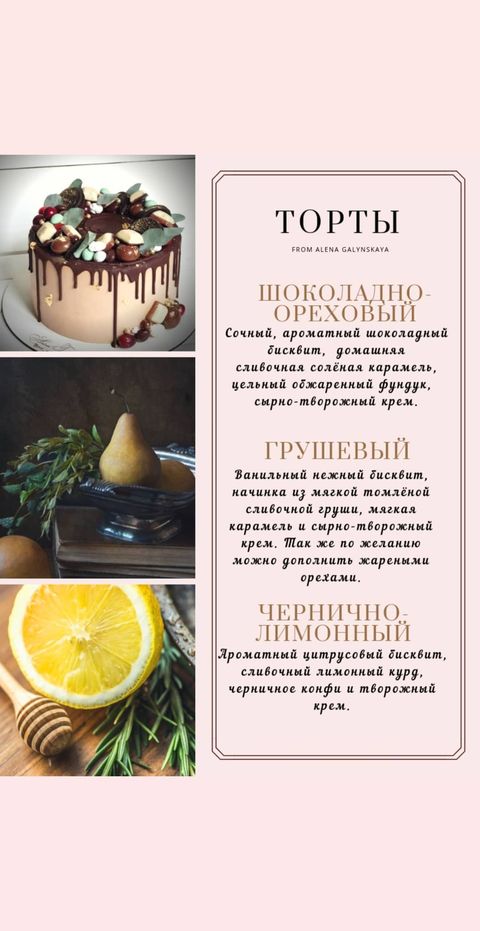 ТОРТЫ
FROM ALENA GALYNSKAYA
ШОКОЛАДНО-
ОРЕХОВЫЙ
Сочный, ароматный шоколадный
бисквит, домашняя
сливочная солёная карамель,
цельный обжаренный фундук,
сырно-творожный крем.
ГРУШЕВЫЙ
Ванильный нежный бисквит,
начинка из мягкой томлёной
сливочной груши, мягкая
карамель и сырно-творожный
крем. Так же по желанию
можно дополнить жареными
орехами.
ЧЕРНИЧНО-
ЛИМОННЫЙ
Ароматный цитрусовый бисквит,
сливочный лимонный курд,
черничное конфи и творожный
крем.